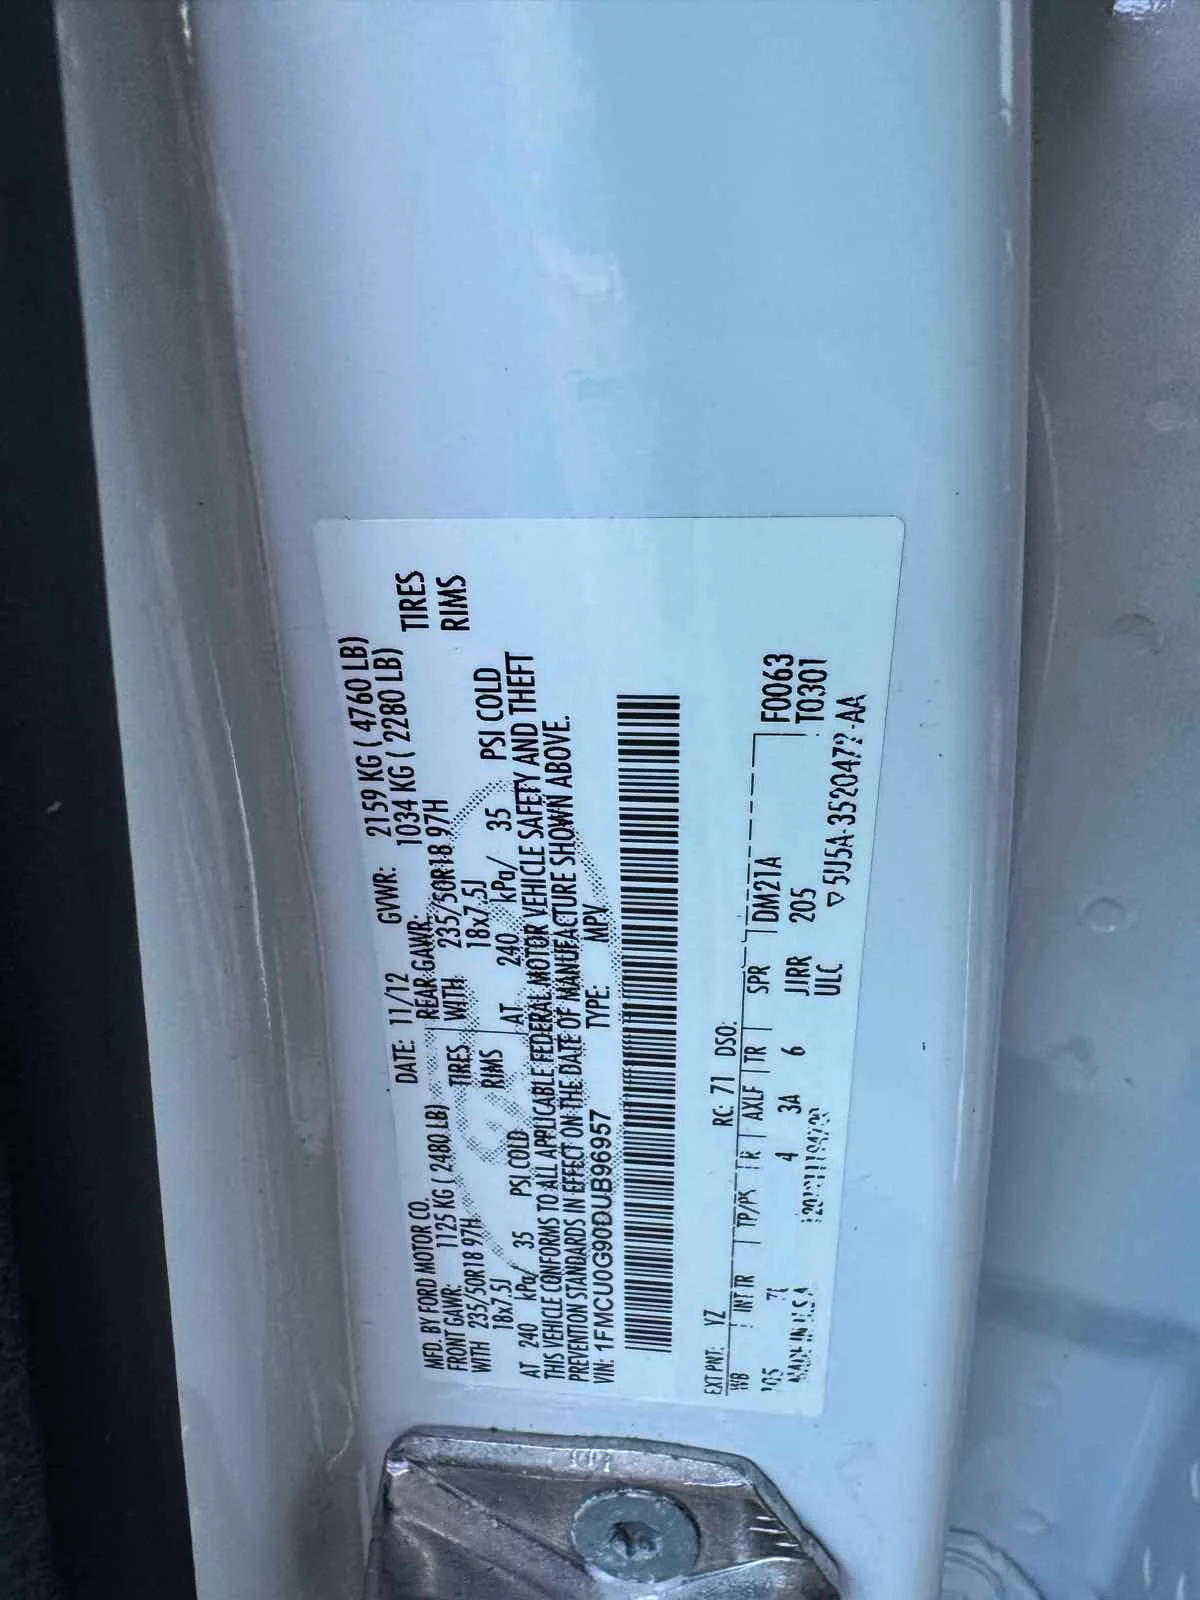 MFD. BY FORD MOTOR CO.
DATE: 11/12 GVWR: 2159 KG ( 4760 LB)
FRONT GAWR: 1125 KG ( 2480 LB) REAR GAWR: 1034 KG ( 2280 LB)
WITH 235/50R18 97H TIRES WITH 235/50R18 97H TIRES
18x7.5J RIMS 18x7.5J RIMS
AT 240 kPa/ 35 PSI COLD AT 240 kPa/ 35 PSI COLD
THIS VEHICLE CONFORMS TO ALL APPLICABLE FEDERAL MOTOR VEHICLE SAFETY AND THEFT
PREVENTION STANDARDS IN EFFECT ON THE DATE OF MANUFACTURE SHOWN ABOVE.
VIN: 1FMCU0G90DUB96957 TYPE: MPV
EXT PNT: YZ RC: 71 DSO:
WB INT TR TP/PS R AXLE TR SPR DM21A F0063
105 7L 4 3A 6 JJRR 205 T0301
MADE IN U.S.A. ULC
▽5U5A-3520472-AA